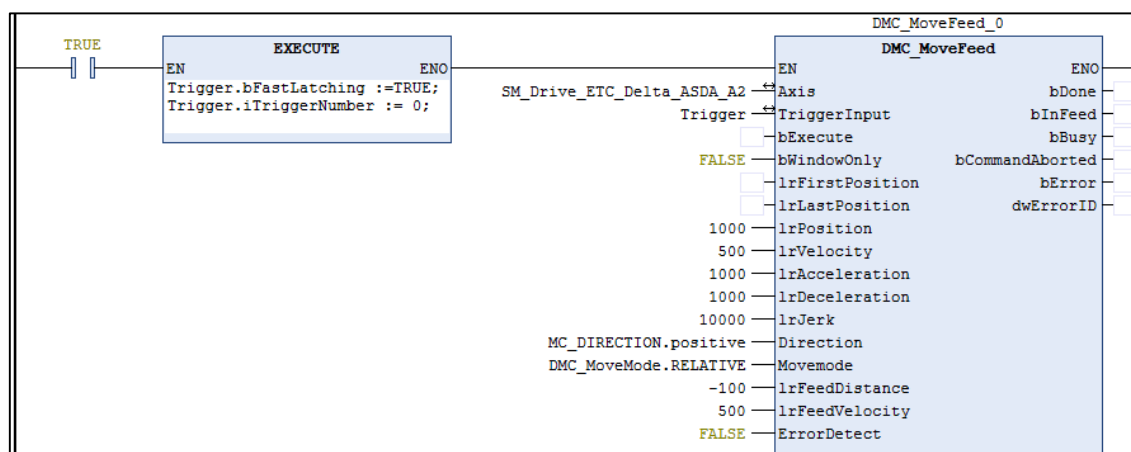 DMC_MoveFeed_0
TRUE EXECUTE DMC_MoveFeed
EN ENO EN ENO
Trigger.bFastLatching :=TRUE; SM_Drive_ETC_Delta_ASDA_A2 Axis bDone
Trigger.iTriggerNumber := 0; Trigger TriggerInput bInFeed
bExecute bBusy
FALSE bWindowOnly bCommandAborted
lrFirstPosition bError
lrLastPosition dwErrorID
1000 lrPosition
500 lrVelocity
1000 lrAcceleration
1000 lrDeceleration
10000 lrJerk
MC_DIRECTION.positive Direction
DMC_MoveMode.RELATIVE Movemode
-100 lrFeedDistance
500 lrFeedVelocity
FALSE ErrorDetect